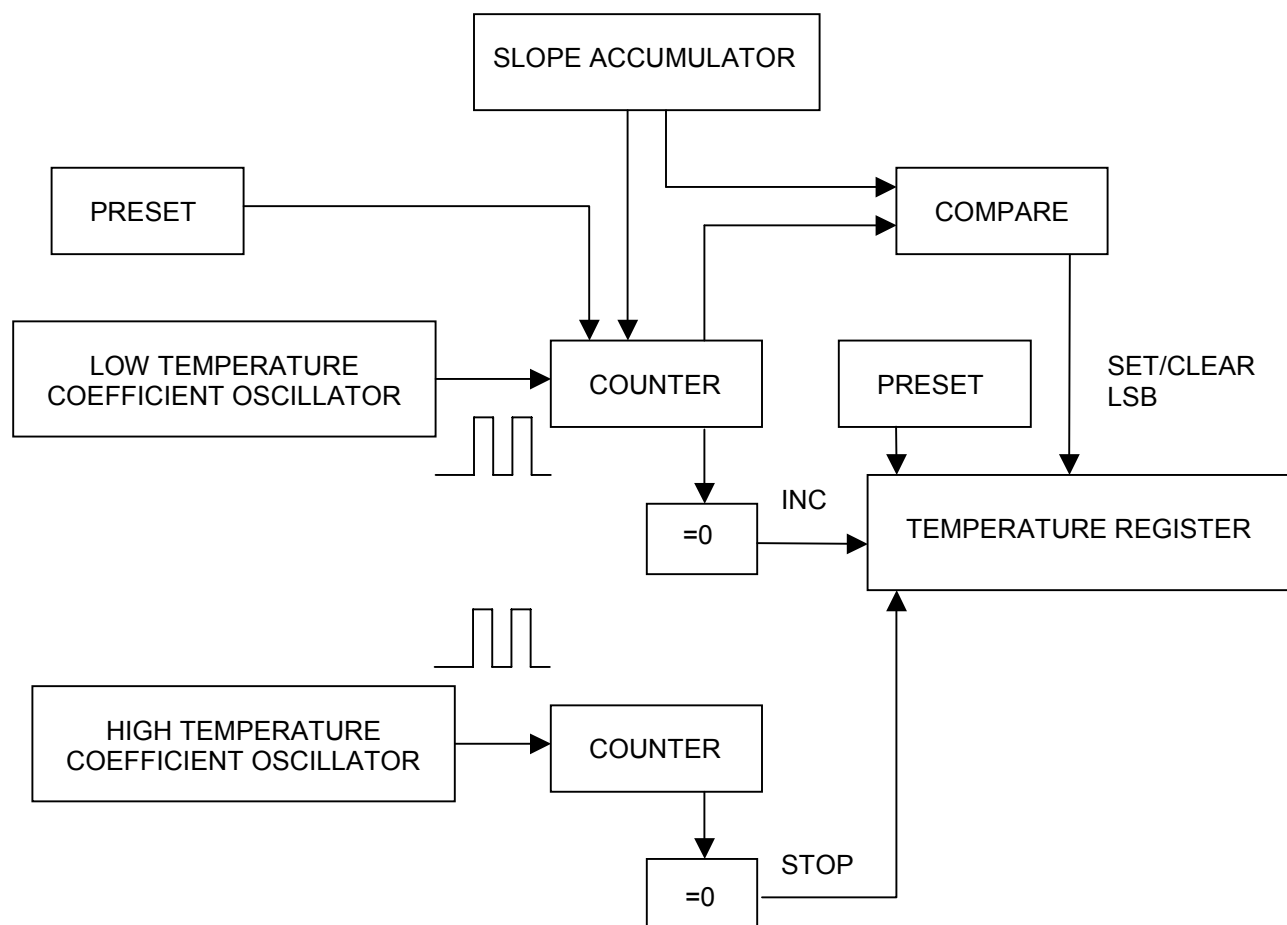 SLOPE ACCUMULATOR
PRESET
COMPARE
LOW TEMPERATURE
COEFFICIENT OSCILLATOR
COUNTER
PRESET
SET/CLEAR
LSB
=0
INC
TEMPERATURE REGISTER
HIGH TEMPERATURE
COEFFICIENT OSCILLATOR
COUNTER
=0
STOP